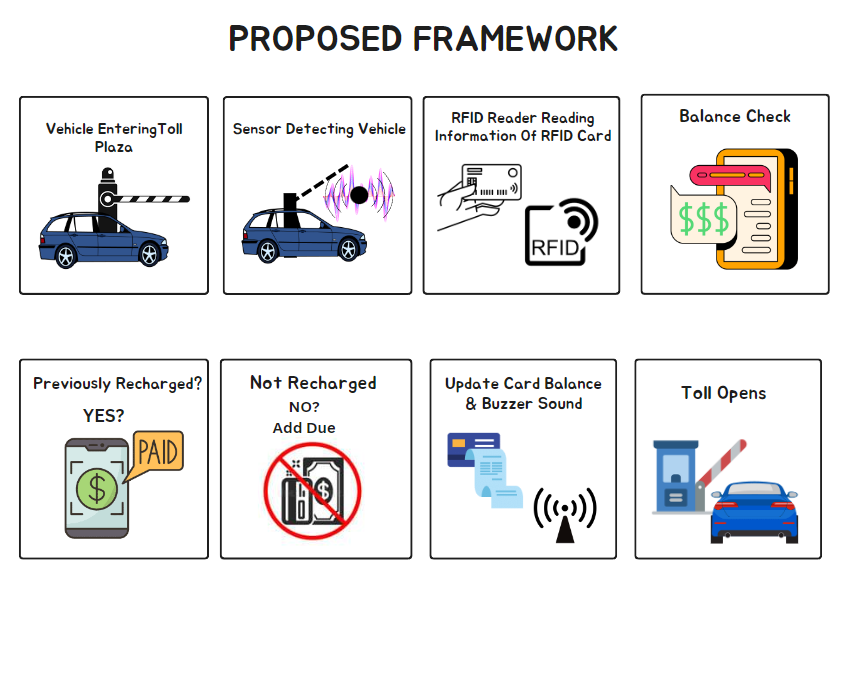 PROPOSED FRAMEWORK
Vehicle EnteringToll
Plaza
Sensor Detecting Vehicle
RFID Reader Reading
Information Of RFID Card
RFID
Balance Check
$$$
Previously Recharged?
YES?
PAID
$
Not Recharged
NO?
Add Due
$
Update Card Balance
& Buzzer Sound
Toll Opens